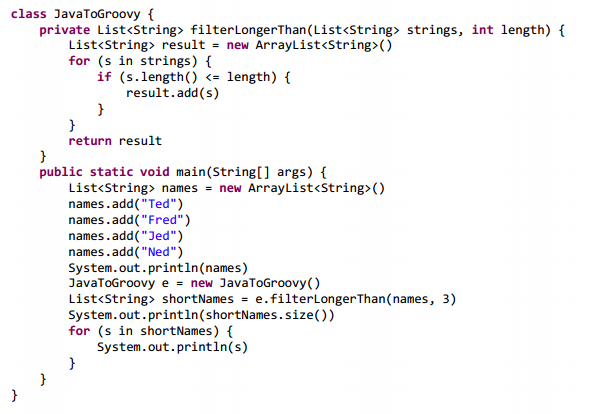 class JavaToGroovy {
    private List<String> filterLongerThan(List<String> strings, int length) {
        List<String> result = new ArrayList<String>()
        for (s in strings) {
            if (s.length() <= length) {
                result.add(s)
            }
        }
        return result
    }
    public static void main(String[] args) {
        List<String> names = new ArrayList<String>()
        names.add("Ted")
        names.add("Fred")
        names.add("Jed")
        names.add("Ned")
        System.out.println(names)
        JavaToGroovy e = new JavaToGroovy()
        List<String> shortNames = e.filterLongerThan(names, 3)
        System.out.println(shortNames.size())
        for (s in shortNames) {
            System.out.println(s)
        }
    }
}